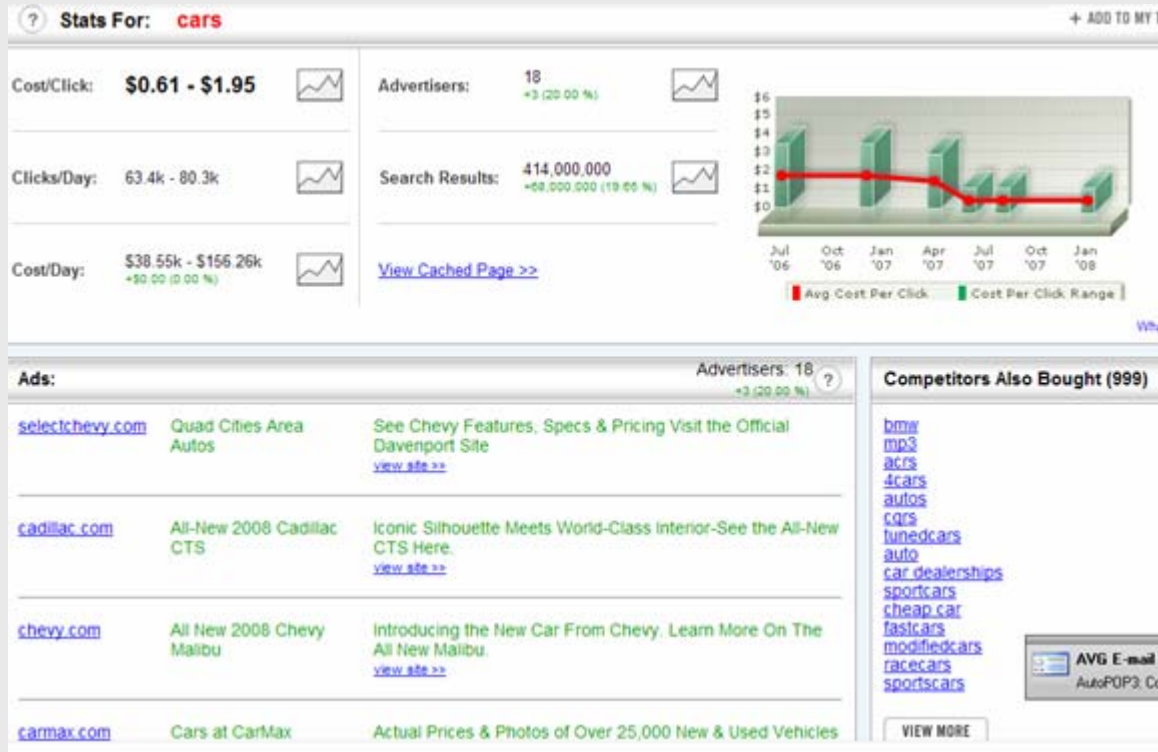 ? Stats For: cars
+ ADD TO MY
Cost/Click: $0.61 - $1.95
Advertisers: 18
+3 (20.00 %)
Clicks/Day: 63.4k - 80.3k
Search Results: 414,000,000
+68,000,000 (19.65 %)
Cost/Day: $38.55k - $156.26k
+$0.00 (0.00 %)
View Cached Page >>
$6
$5
$4
$3
$2
$1
$0
Jul Oct Jan Apr Jul Oct Jan
'06 '06 '07 '07 '07 '07 '08
Avg Cost Per Click Cost Per Click Range
Ads:
Advertisers: 18 ?
+3 (20.00 %)
selectchevy.com
Quad Cities Area
Autos
See Chevy Features, Specs & Pricing Visit the Official
Davenport Site
view site >>
cadillac.com
All-New 2008 Cadillac
CTS
Iconic Silhouette Meets World-Class Interior-See the All-New
CTS Here.
view site >>
chevy.com
All New 2008 Chevy
Malibu
Introducing the New Car From Chevy. Learn More On The
All New Malibu.
view site >>
carmax.com
Cars at CarMax
Actual Prices & Photos of Over 25,000 New & Used Vehicles
Competitors Also Bought (999)
bmw
mp3
acrs
4cars
autos
cqrs
tunedcars
auto
car dealerships
sportcars
cheap car
fastcars
modifiedcars
racecars
sportscars
VIEW MORE
AVG E-mail
AutoPOP3: Co